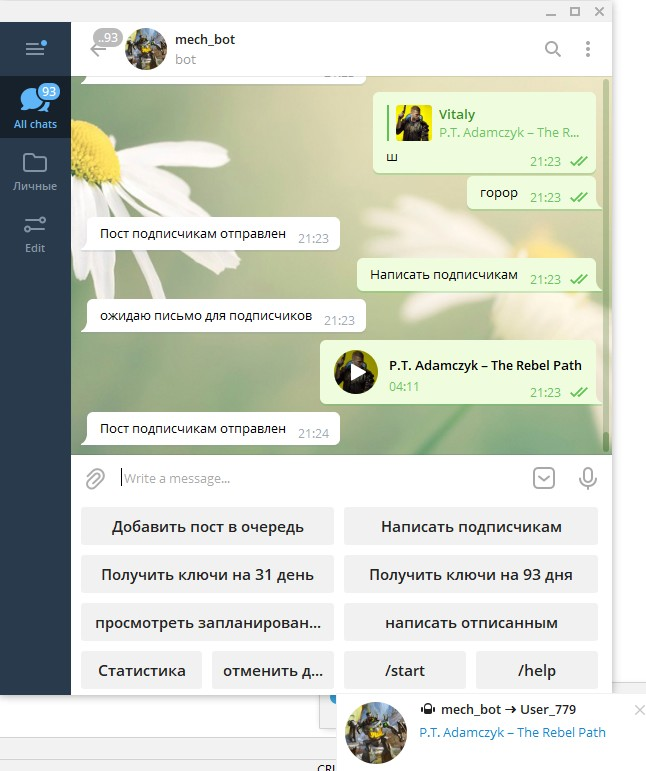 ..93
mech_bot
bot
93
All chats
Личные
Edit
Vitaly
P.T. Adamczyk – The R...
ш
21:23
горор
21:23
Пост подписчикам отправлен
21:23
Написать подписчикам
21:23
ожидаю письмо для подписчиков
21:23
P.T. Adamczyk – The Rebel Path
04:11
21:23
Пост подписчикам отправлен
21:24
Write a message...
Добавить пост в очередь
Написать подписчикам
Получить ключи на 31 день
Получить ключи на 93 дня
просмотреть запланирован...
написать отписанным
Статистика
отменить д...
/start
/help
mech_bot → User_779
P.T. Adamczyk – The Rebel Path